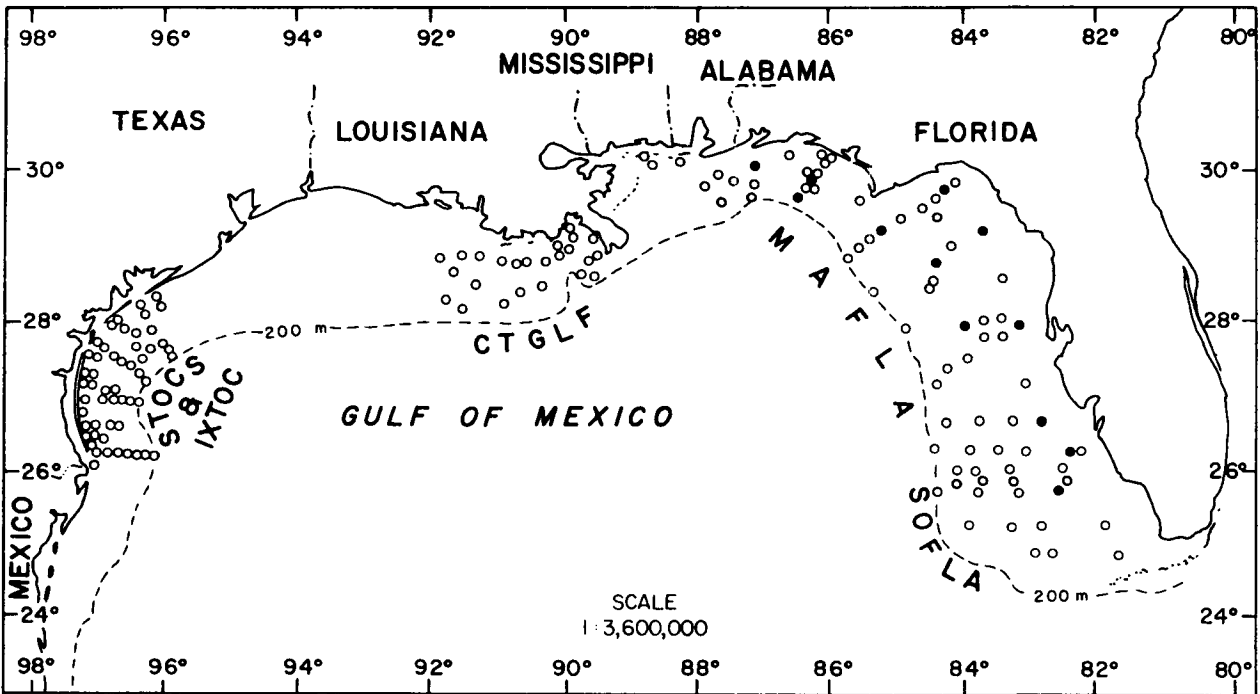 98° 96° 94° 92° 90° 88° 86° 84° 82° 80°
MISSISSIPPI ALABAMA
TEXAS LOUISIANA FLORIDA
30° 30°
MAFLA
28° 28°
200 m
CTGLF
STOCS
&
IXTOC
GULF OF MEXICO
26° 26°
MEXICO
SOFLA
200 m
24° 24°
SCALE
1:3,600,000
98° 96° 94° 92° 90° 88° 86° 84° 82° 80°